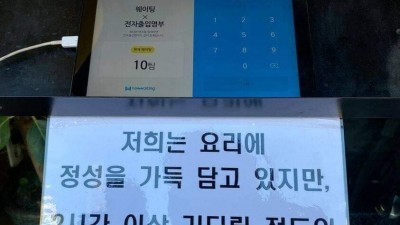 웨이팅
×
전자출입명부
10팀
1 2 3
4 5 6
7 8 9
0
저희는 요리에
정성을 가득 담고 있지만,
2시간 이상 기다릴 정도의